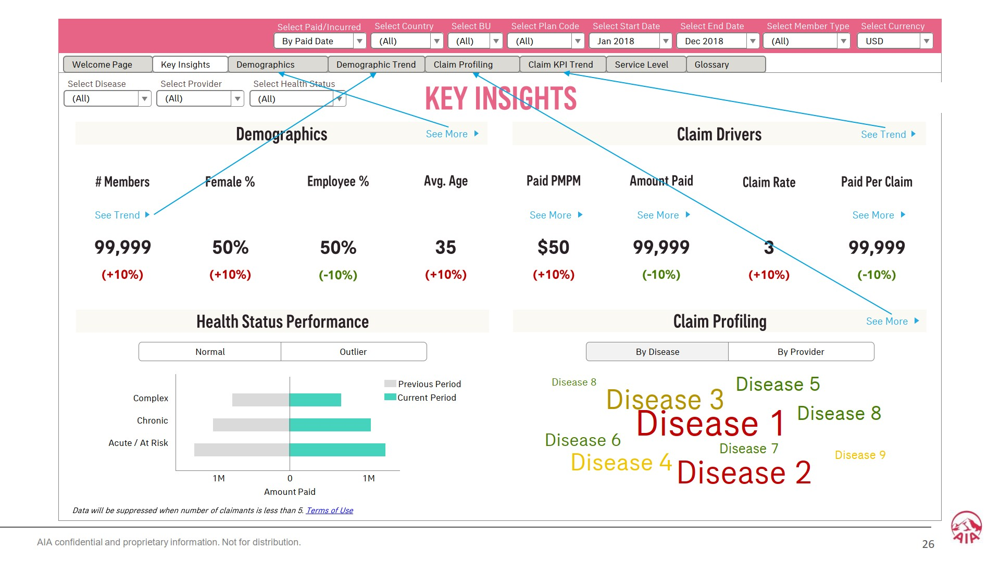 Select Paid/Incurred Select Country Select BU Select Plan Code Select Start Date Select End Date Select Member Type Select Currency
By Paid Date (All) (All) (All) Jan 2018 Dec 2018 (All) USD
Welcome Page Key Insights Demographics Demographic Trend Claim Profiling Claim KPI Trend Service Level Glossary
Select Disease Select Provider Select Health Status
(All) (All) (All)
KEY INSIGHTS
Demographics See More
Claim Drivers See Trend
# Members Female % Employee % Avg. Age Paid PMPM Amount Paid Claim Rate Paid Per Claim
See Trend See More See More See More
99,999 50% 50% 35 $50 99,999 3 99,999
(+10%) (+10%) (-10%) (+10%) (+10%) (-10%) (+10%) (-10%)
Health Status Performance
Normal Outlier
Previous Period
Current Period
Complex
Chronic
Acute / At Risk
1M 0 1M
Amount Paid
Claim Profiling See More
By Disease By Provider
Disease 8
Disease 5
Disease 3
Disease 1
Disease 8
Disease 6
Disease 7
Disease 9
Disease 4
Disease 2
Data will be suppressed when number of claimants is less than 5. Terms of Use
AIA confidential and proprietary information. Not for distribution.
AIA
26